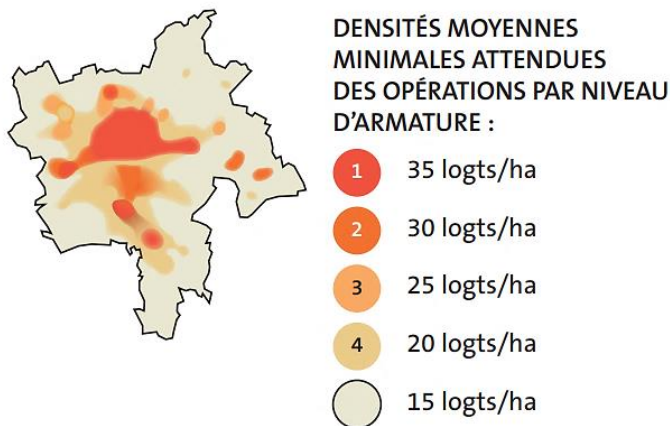 DENSITÉS MOYENNES
MINIMALES ATTENDUES
DES OPÉRATIONS PAR NIVEAU
D’ARMATURE :
1 35 logts/ha
2 30 logts/ha
3 25 logts/ha
4 20 logts/ha
15 logts/ha